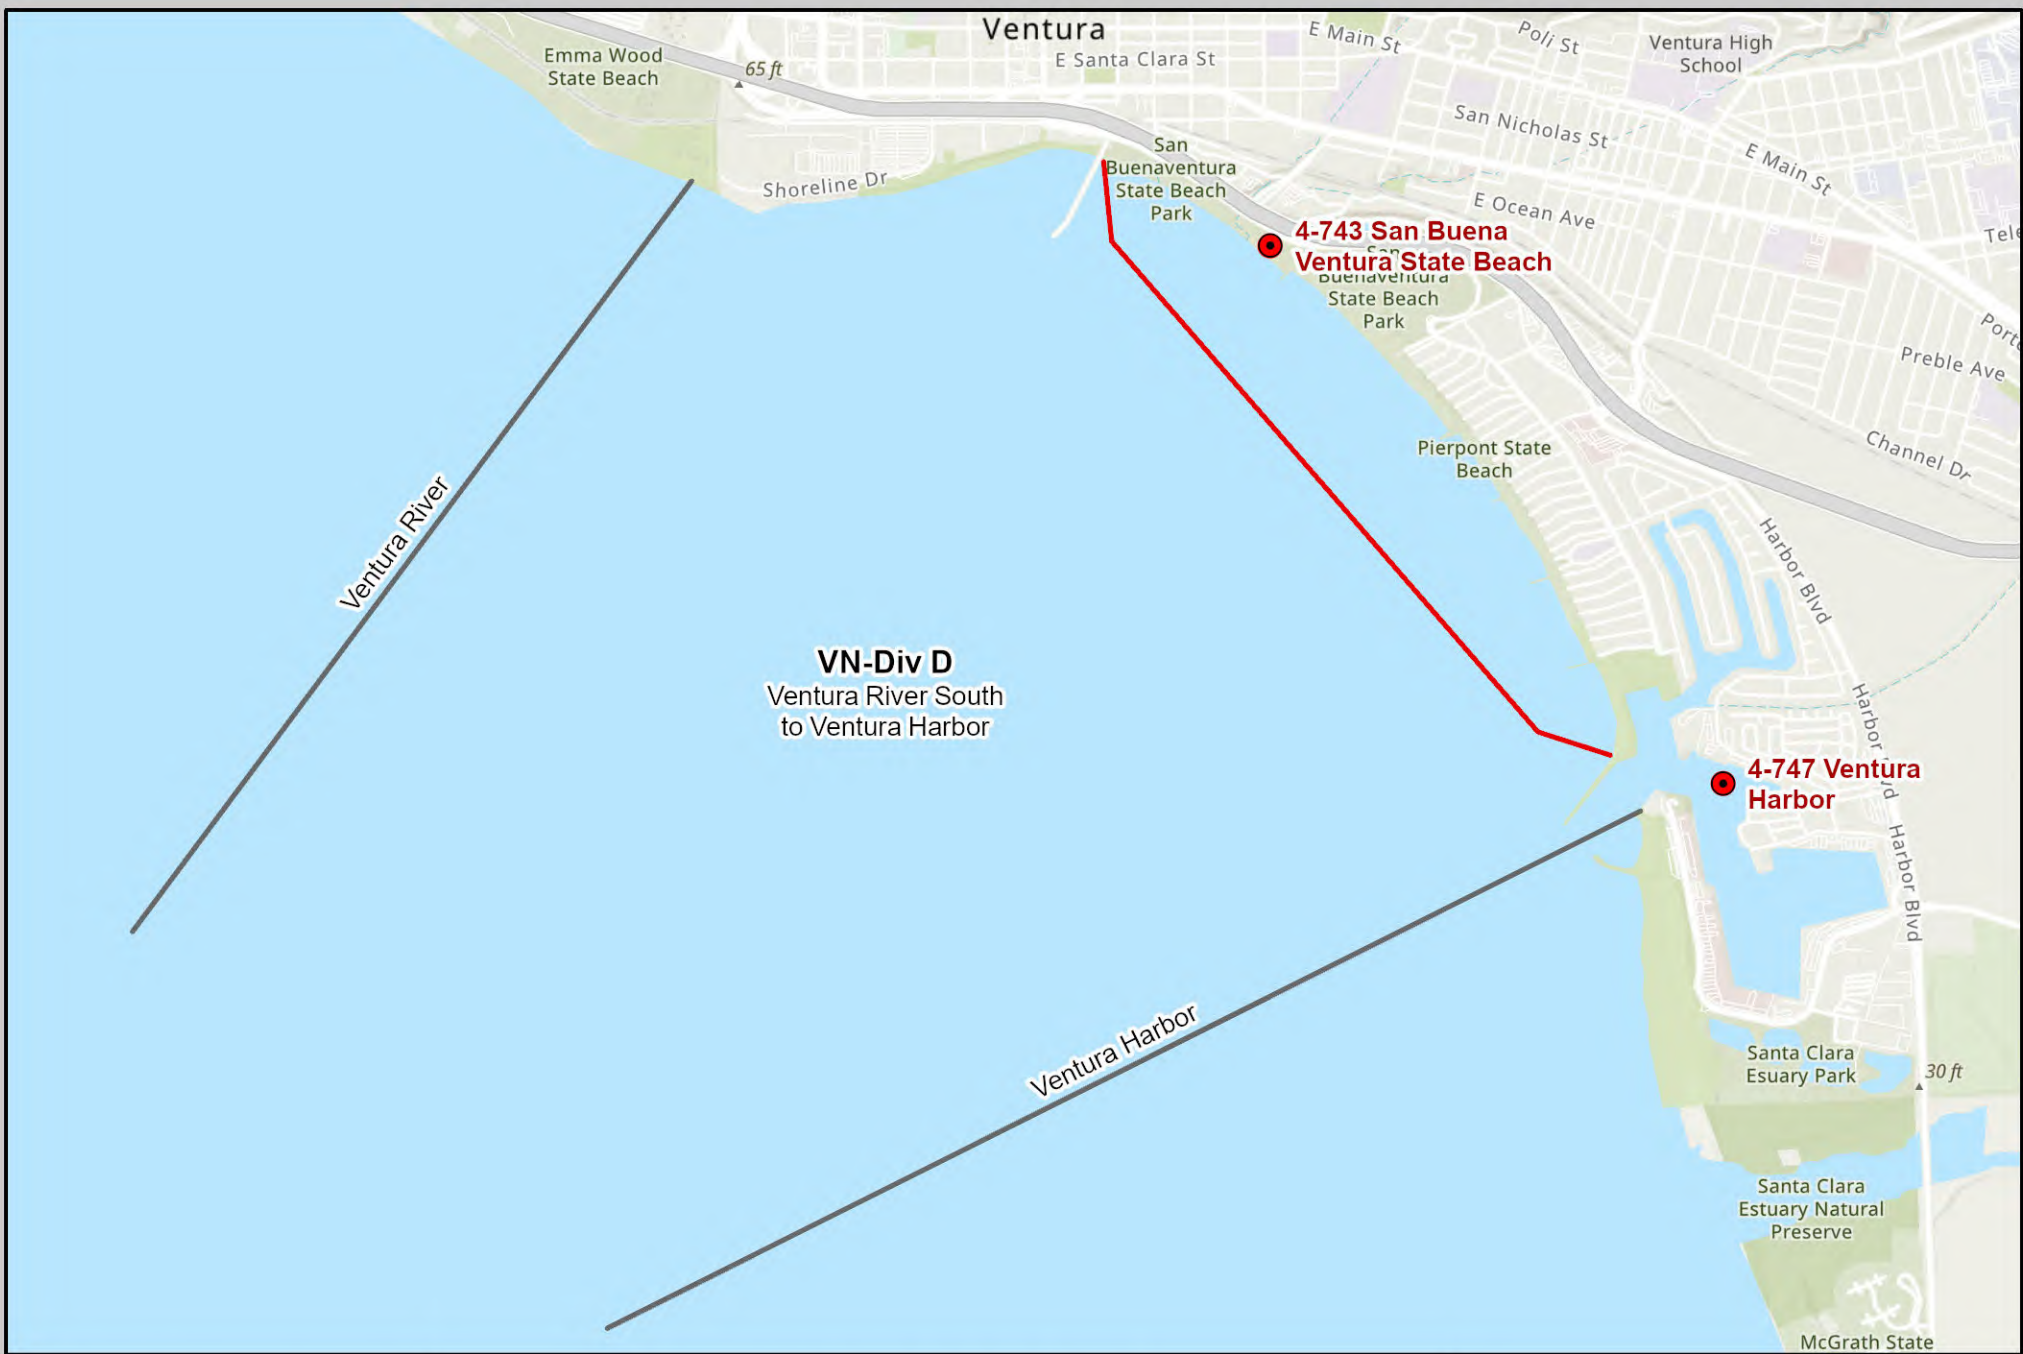 Ventura
E Main St
Poli St
Ventura High
School
Emma Wood
State Beach
65 ft
E Santa Clara St
San Nicholas St
E Main St
San
Buenaventura
State Beach
Park
Shoreline Dr
E Ocean Ave
4-743 San Buena
Ventura State Beach
San
Buenaventura
State Beach
Park
Tele
Porte
Preble Ave
Channel Dr
Pierpont State
Beach
Harbor Blvd
Ventura River
VN-Div D
Ventura River South
to Ventura Harbor
Harbor Blvd
4-747 Ventura
Harbor
Harbor Blvd
Ventura Harbor
Santa Clara
Esuary Park
30 ft
Santa Clara
Estuary Natural
Preserve
McGrath State